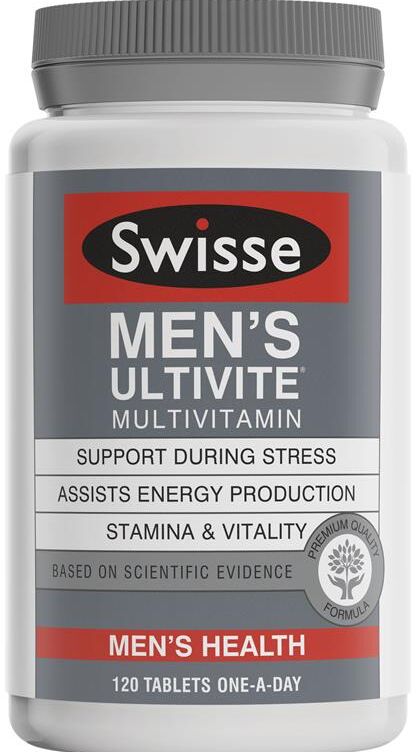 Swisse
MEN'S
ULTIVITE®
MULTIVITAMIN
SUPPORT DURING STRESS
ASSISTS ENERGY PRODUCTION
STAMINA & VITALITY
PREMIUM QUALITY
FORMULA
BASED ON SCIENTIFIC EVIDENCE
MEN'S HEALTH
120 TABLETS ONE-A-DAY